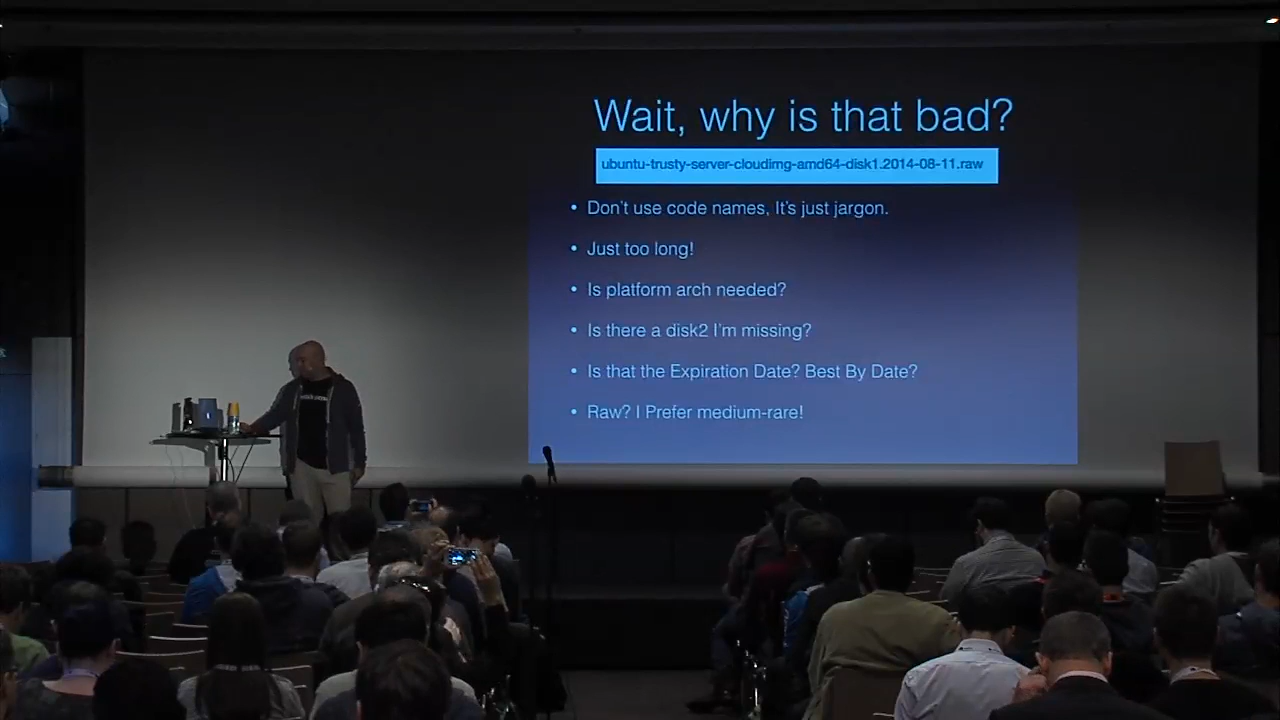 Wait, why is that bad?
ubuntu-trusty-server-cloudimg-amd64-disk1.2014-08-11.raw
• Don't use code names, It's just jargon.
• Just too long!
• Is platform arch needed?
• Is there a disk2 I'm missing?
• Is that the Expiration Date? Best By Date?
• Raw? I Prefer medium-rare!